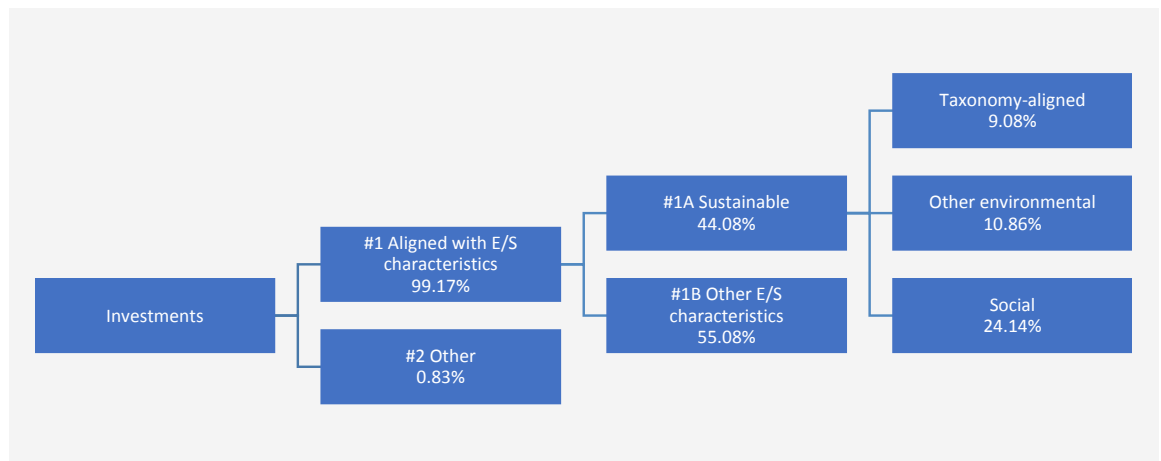 Investments
#1 Aligned with E/S
characteristics
99.17%
#2 Other
0.83%
#1A Sustainable
44.08%
#1B Other E/S
characteristics
55.08%
Taxonomy-aligned
9.08%
Other environmental
10.86%
Social
24.14%